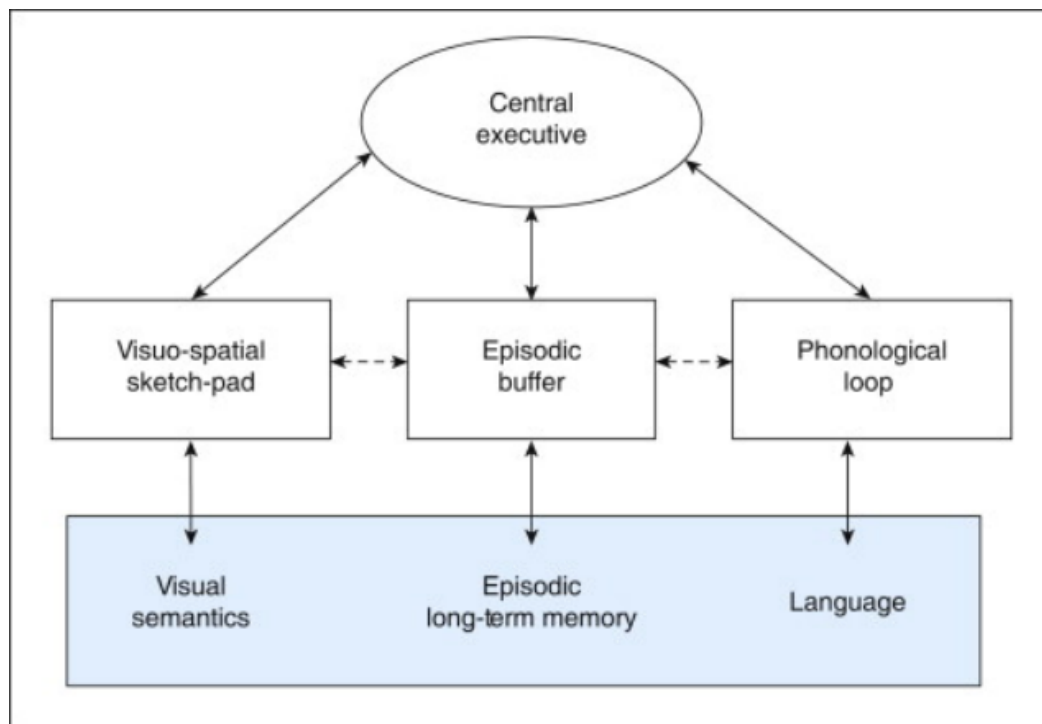 Central
executive
Visuo-spatial
sketch-pad
Episodic
buffer
Phonological
loop
Visual
semantics
Episodic
long-term memory
Language